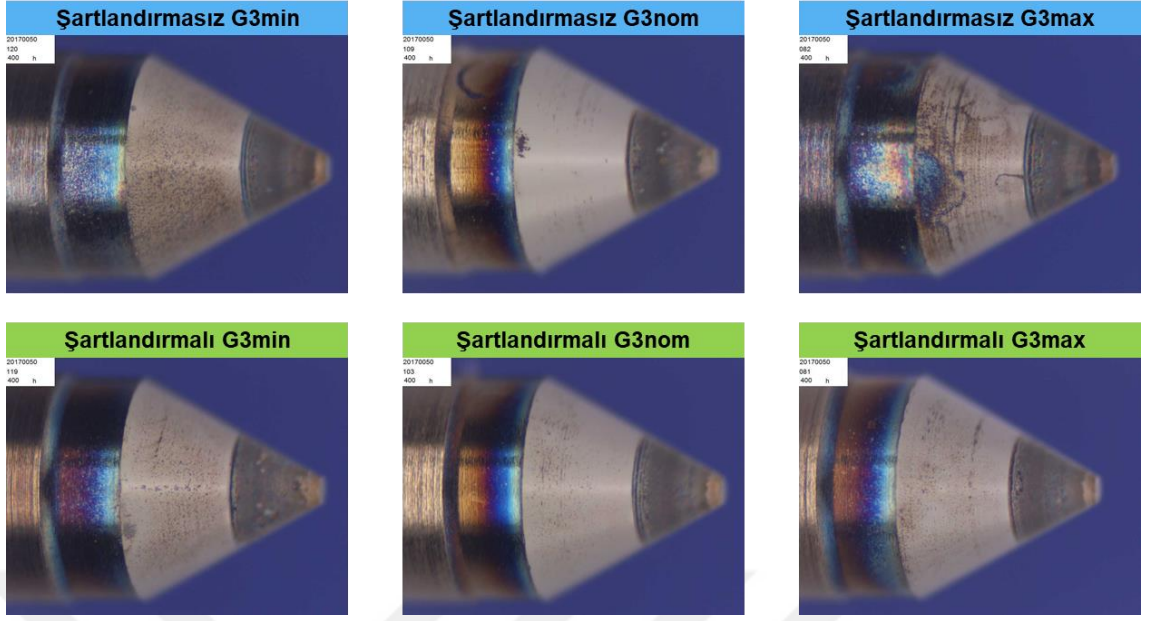 Şartlandırmasız G3min
20170050
120
400 h
Şartlandırmasız G3nom
20170050
109
400 h
Şartlandırmasız G3max
20170050
082
400 h
Şartlandırmalı G3min
20170050
119
400 h
Şartlandırmalı G3nom
20170050
103
400 h
Şartlandırmalı G3max
20170050
081
400 h